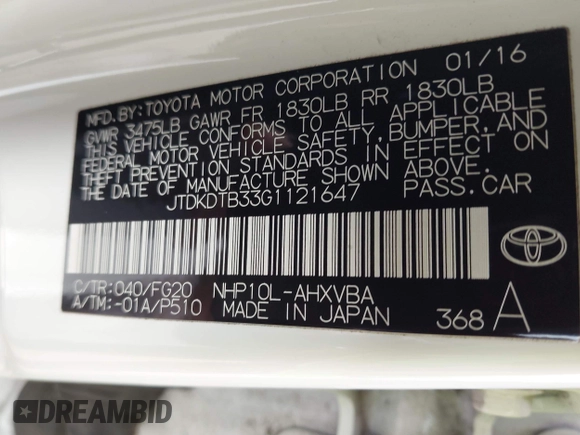 MFD.BY:TOYOTA MOTOR CORPORATION 01/16
GVWR 3475LB GAWR FR 1830LB RR 1830LB
THIS VEHICLE CONFORMS TO ALL APPLICABLE
FEDERAL MOTOR VEHICLE SAFETY,BUMPER,AND
THEFT PREVENTION STANDARDS IN EFFECT ON
THE DATE OF MANUFACTURE SHOWN ABOVE.
JTDKDTB33G1121647 PASS.CAR
C/TR:040/FG20 NHP10L-AHXVBA
A/TM:-01A/P510 MADE IN JAPAN 368 A
DREAMBID